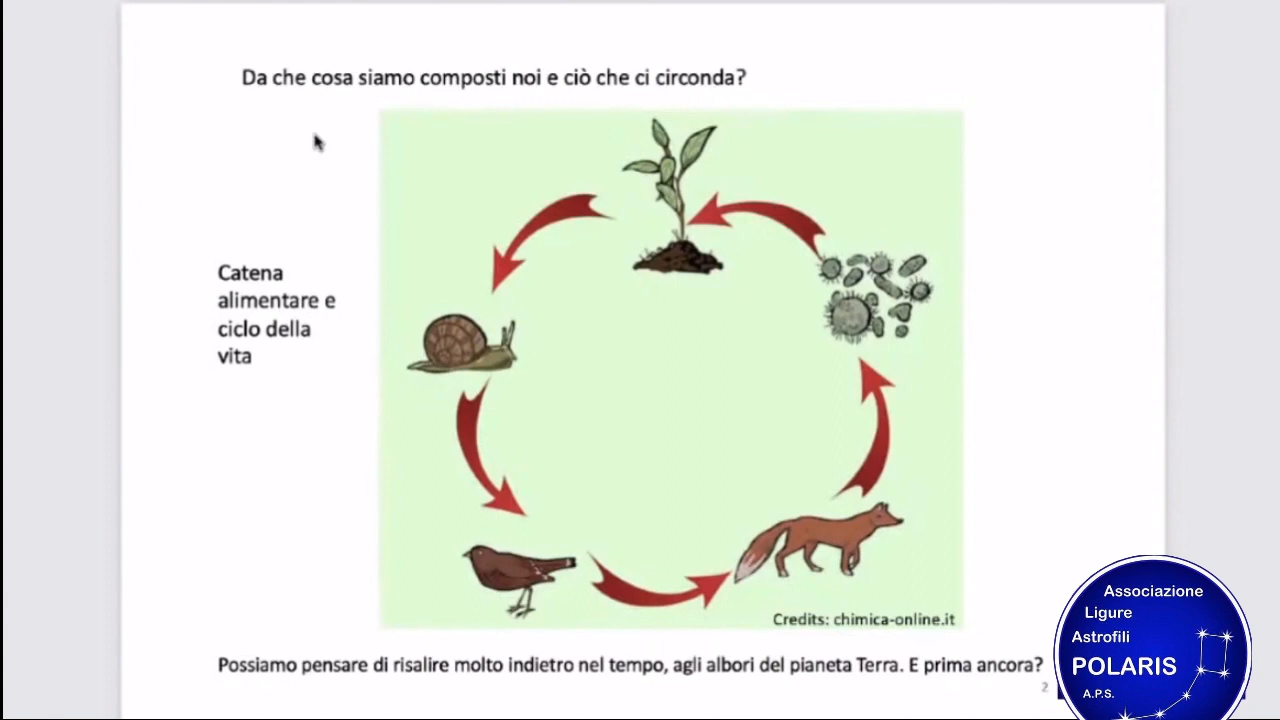 Da che cosa siamo composti noi e ciò che ci circonda?
Catena
alimentare e
ciclo della
vita
Credits: chimica-online.it
Possiamo pensare di risalire molto indietro nel tempo, agli albori del pianeta Terra. E prima ancora?
2
Associazione
Ligure
Astrofili
POLARIS
A.P.S.